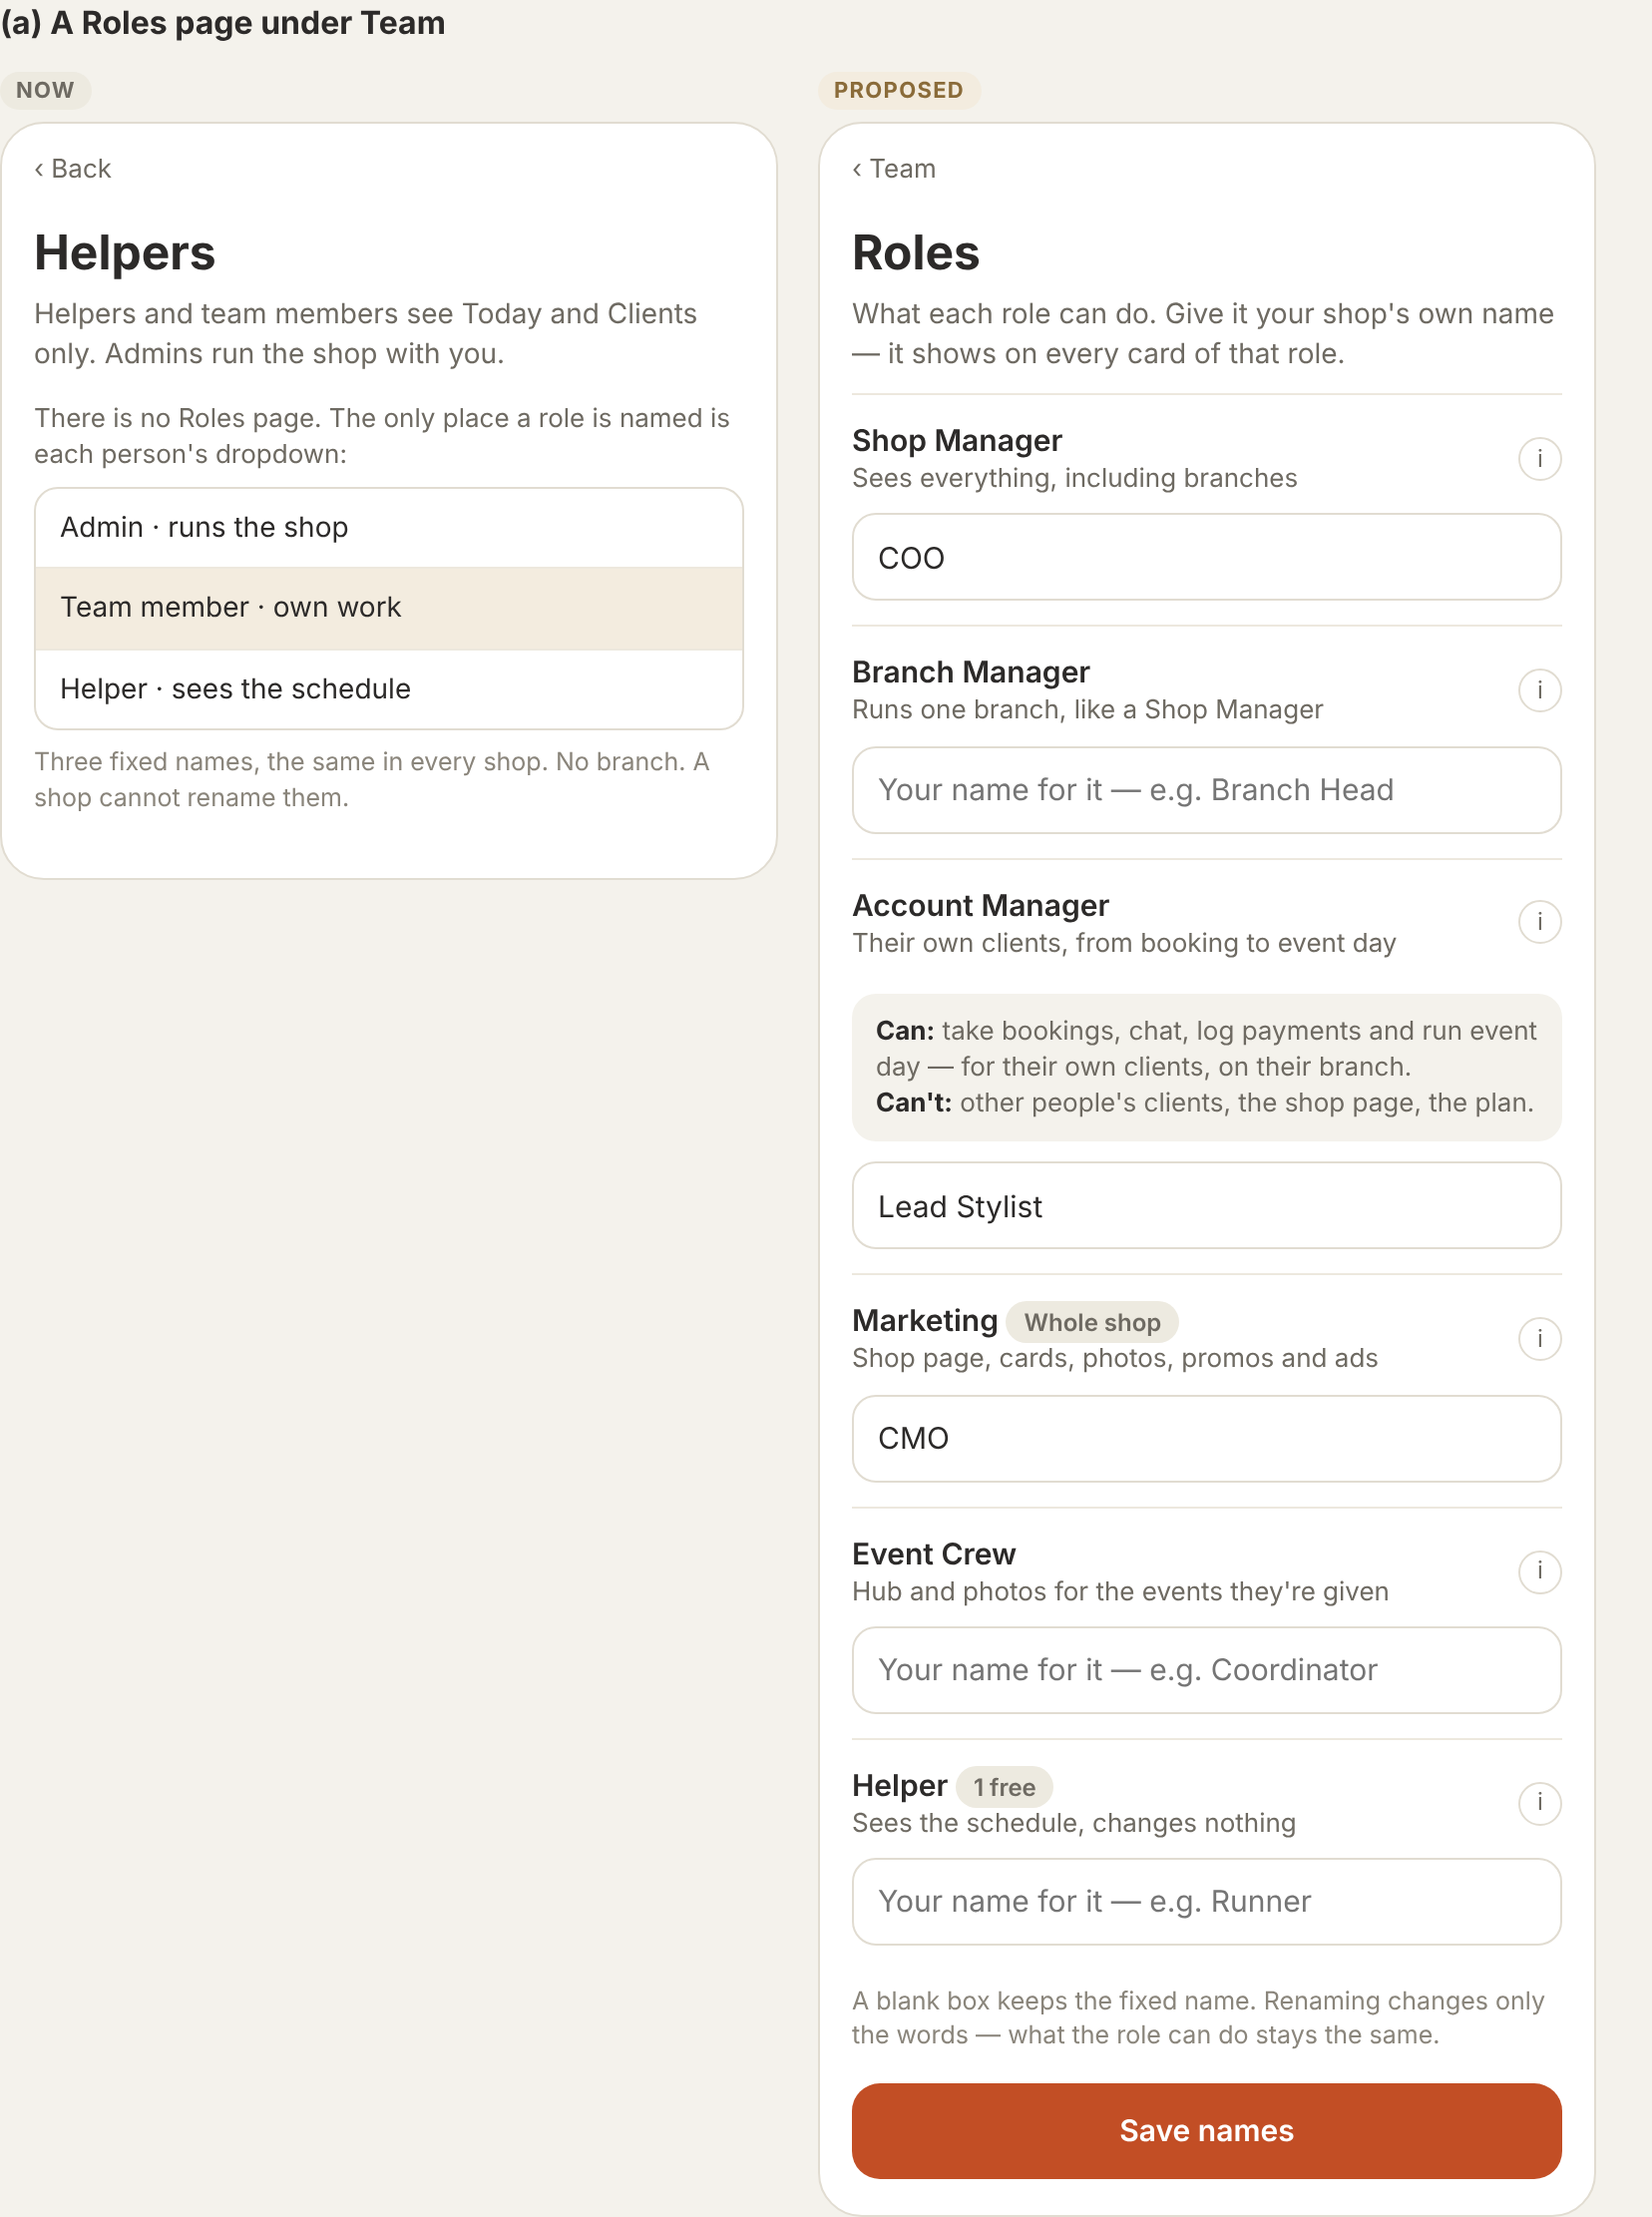 (a) A Roles page under Team
NOW
‹ Back
Helpers
Helpers and team members see Today and Clients
only. Admins run the shop with you.
There is no Roles page. The only place a role is named is
each person's dropdown:
Admin · runs the shop
Team member · own work
Helper · sees the schedule
Three fixed names, the same in every shop. No branch. A
shop cannot rename them.
PROPOSED
‹ Team
Roles
What each role can do. Give it your shop's own name
— it shows on every card of that role.
Shop Manager
Sees everything, including branches
i
COO
Branch Manager
Runs one branch, like a Shop Manager
i
Your name for it — e.g. Branch Head
Account Manager
Their own clients, from booking to event day
i
Can: take bookings, chat, log payments and run event
day — for their own clients, on their branch.
Can't: other people's clients, the shop page, the plan.
Lead Stylist
Marketing Whole shop
Shop page, cards, photos, promos and ads
i
CMO
Event Crew
Hub and photos for the events they're given
i
Your name for it — e.g. Coordinator
Helper 1 free
Sees the schedule, changes nothing
i
Your name for it — e.g. Runner
A blank box keeps the fixed name. Renaming changes only
the words — what the role can do stays the same.
Save names